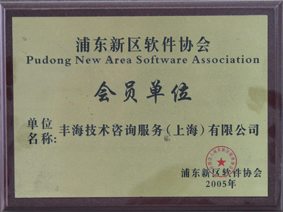 浦东新区软件协会
Pudong New Area Software Association
会员单位
单位名称：丰海技术咨询服务（上海）有限公司
浦东新区软件协会
2005年